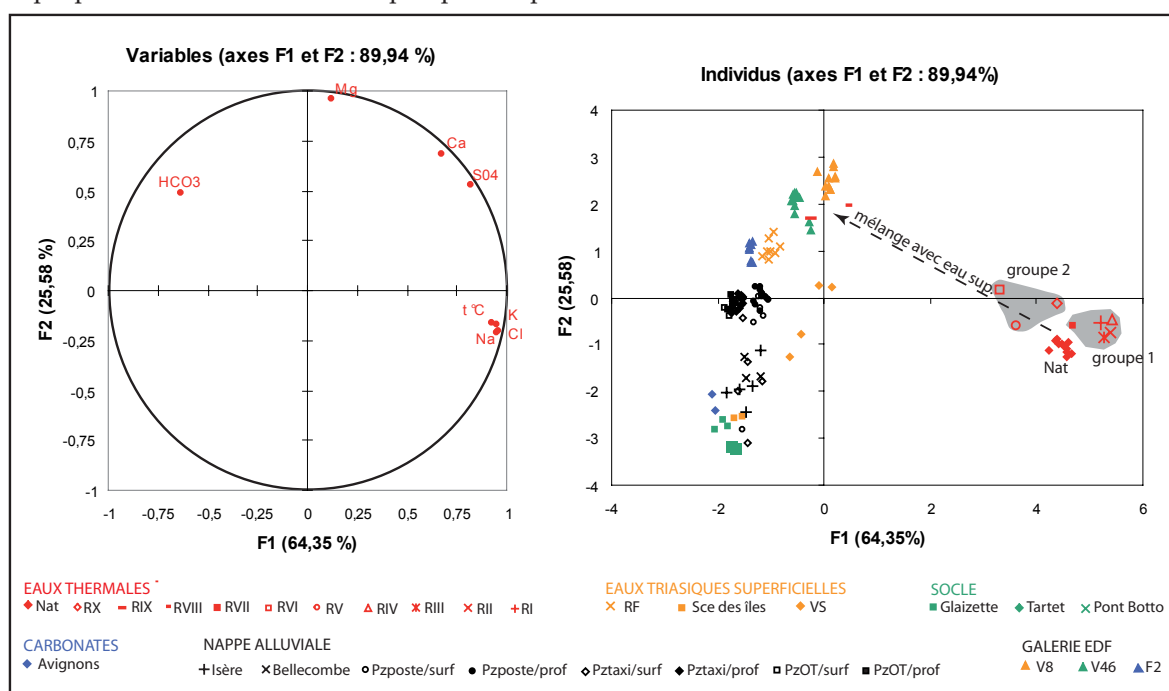 Variables (axes F1 et F2 : 89,94 %)
1
0,75
0,5
0,25
0
-0,25
-0,5
-0,75
-1
F2 (25,58 %)
Mg
Ca
S04
HCO3
t°C
K
Na
Cl
-1
-0,75
-0,5
-0,25
0
0,25
0,5
0,75
1
F1 (64,35 %)
Individus (axes F1 et F2 : 89,94%)
4
3
2
1
0
-1
-2
-3
-4
F2 (25,58)
mélange avec eau sup.
groupe 2
groupe 1
Nat
-4
-2
0
2
4
6
F1 (64,35%)
EAUX THERMALES
Nat RX RIX RVIII RVII RVI RV RIV RIII RII RI
EAUX TRIASIQUES SUPERFICIELLES
RF Sce des îles VS
SOCLE
Glaizette Tartet Pont Botto
CARBONATES
Avignons
NAPPE ALLUVIALE
Isère Bellecombe Pzposte/surf Pzposte/prof Pztaxi/surf Pztaxi/prof PzOT/surf PzOT/prof
GALERIE EDF
V8 V46 F2